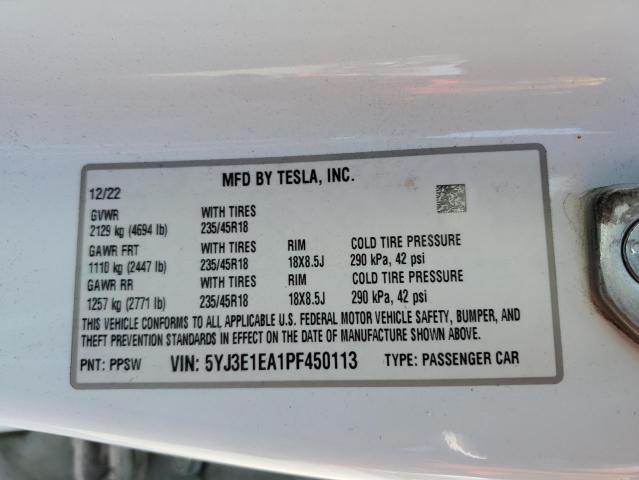 MFD BY TESLA, INC.
12/22
GVWR WITH TIRES
2129 kg (4694 lb) 235/45R18
GAWR FRT WITH TIRES RIM COLD TIRE PRESSURE
1110 kg (2447 lb) 235/45R18 18X8.5J 290 kPa, 42 psi
GAWR RR WITH TIRES RIM COLD TIRE PRESSURE
1257 kg (2771 lb) 235/45R18 18X8.5J 290 kPa, 42 psi
THIS VEHICLE CONFORMS TO ALL APPLICABLE U.S. FEDERAL MOTOR VEHICLE SAFETY, BUMPER, AND
THEFT PREVENTION STANDARDS IN EFFECT ON THE DATE OF MANUFACTURE SHOWN ABOVE.
PNT: PPSW VIN: 5YJ3E1EA1PF450113 TYPE: PASSENGER CAR